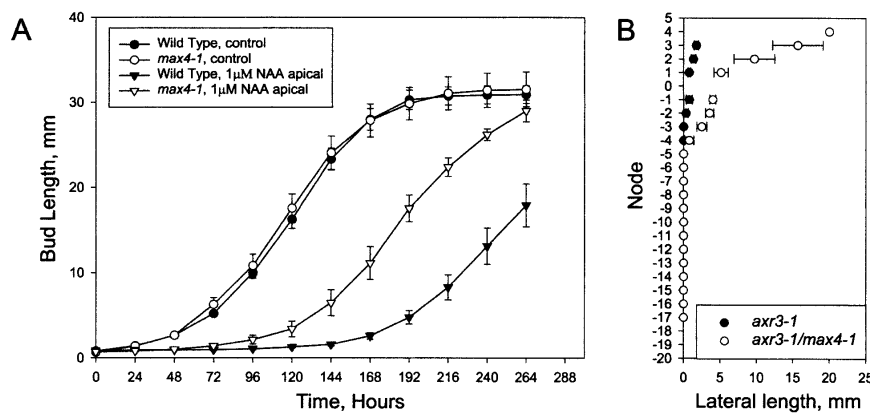 A
Wild Type, control
max4-1, control
Wild Type, 1µM NAA apical
max4-1, 1µM NAA apical
40
30
20
10
0
Bud Length, mm
0 24 48 72 96 120 144 168 192 216 240 264 288
Time, Hours
B
5
4
3
2
1
0
-1
-2
-3
-4
-5
-6
-7
-8
-9
-10
-11
-12
-13
-14
-15
-16
-17
-18
-19
-20
Node
axr3-1
axr3-1/max4-1
0 5 10 15 20
Lateral length, mm